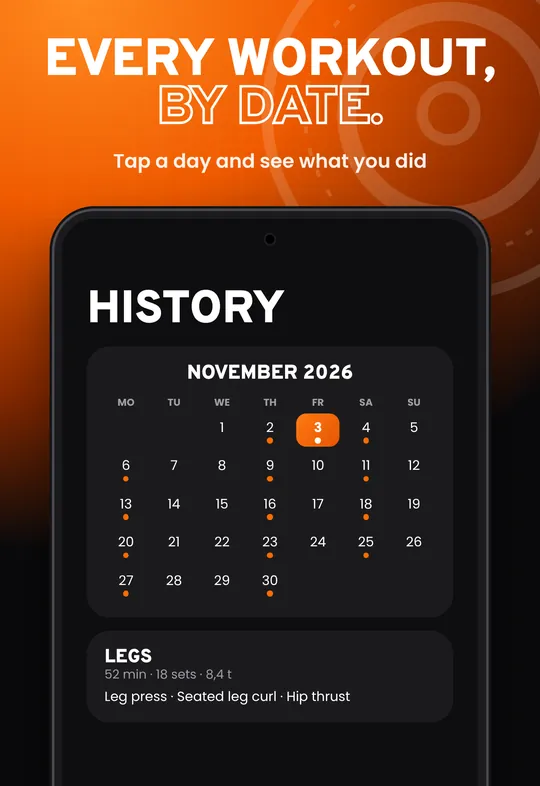 EVERY WORKOUT,
BY DATE.
Tap a day and see what you did
HISTORY
NOVEMBER 2026
MO TU WE TH FR SA SU
1 2 3 4 5
6 7 8 9 10 11 12
13 14 15 16 17 18 19
20 21 22 23 24 25 26
27 28 29 30
LEGS
52 min · 18 sets · 8,4 t
Leg press · Seated leg curl · Hip thrust